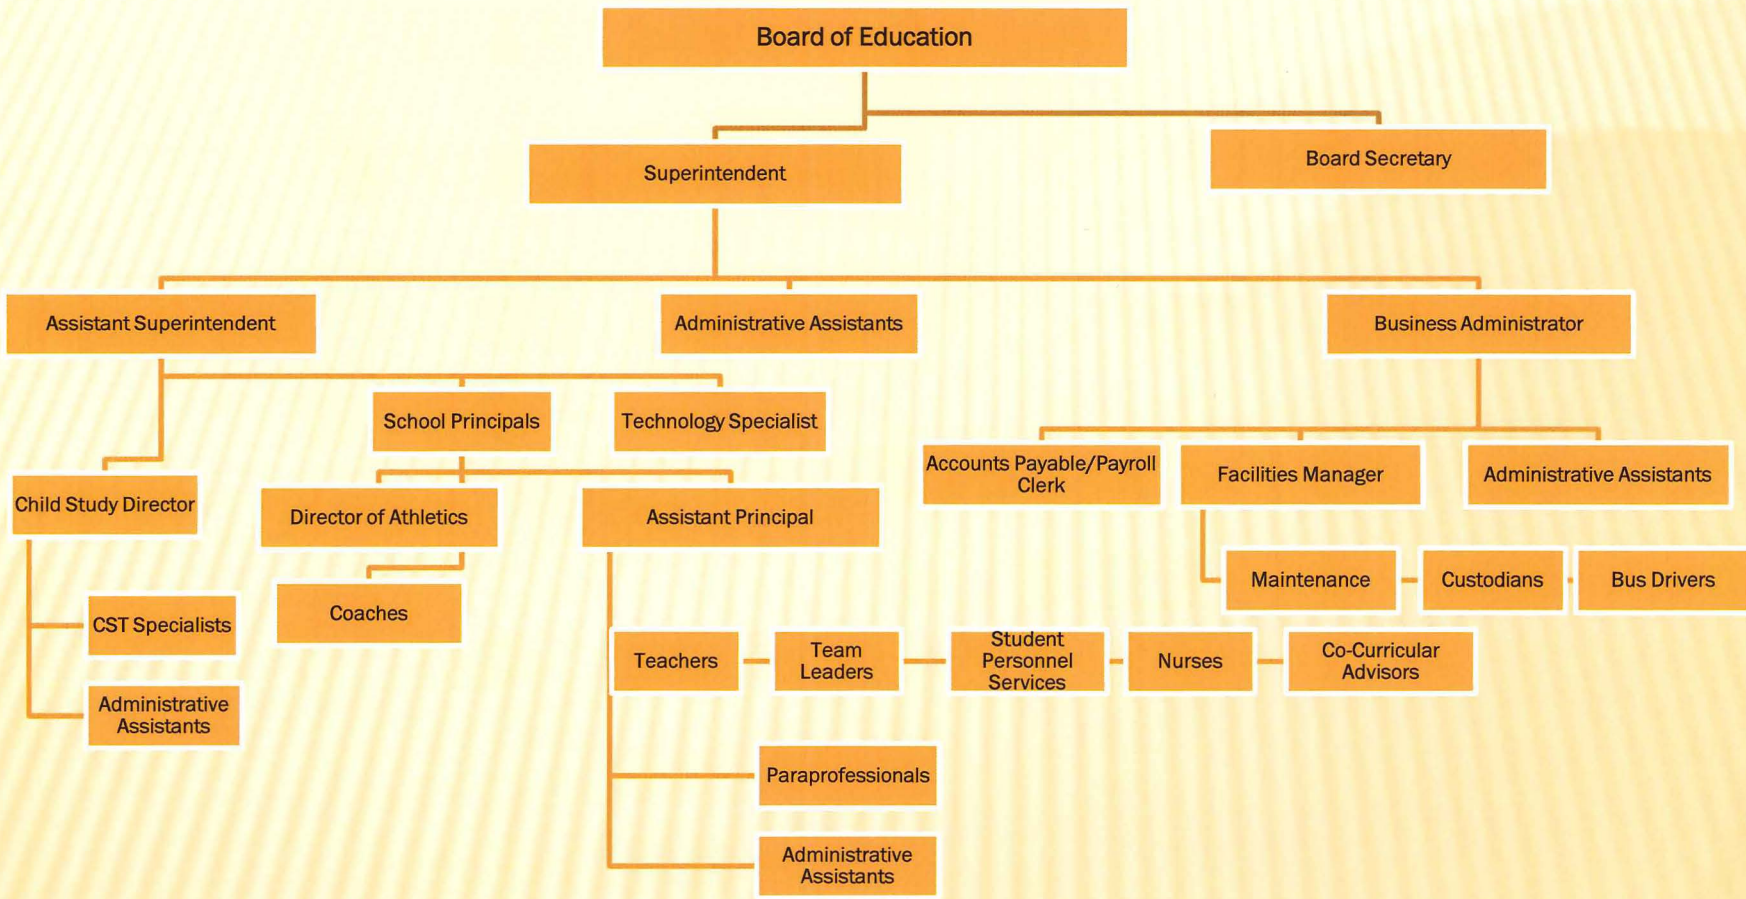 Board of Education
Superintendent
Board Secretary
Assistant Superintendent
Administrative Assistants
Business Administrator
School Principals
Technology Specialist
Accounts Payable/Payroll
Clerk
Facilities Manager
Administrative Assistants
Child Study Director
Director of Athletics
Assistant Principal
Maintenance
Custodians
Bus Drivers
Coaches
CST Specialists
Teachers
Team
Leaders
Student
Personnel
Services
Nurses
Co-Curricular
Advisors
Administrative
Assistants
Paraprofessionals
Administrative
Assistants